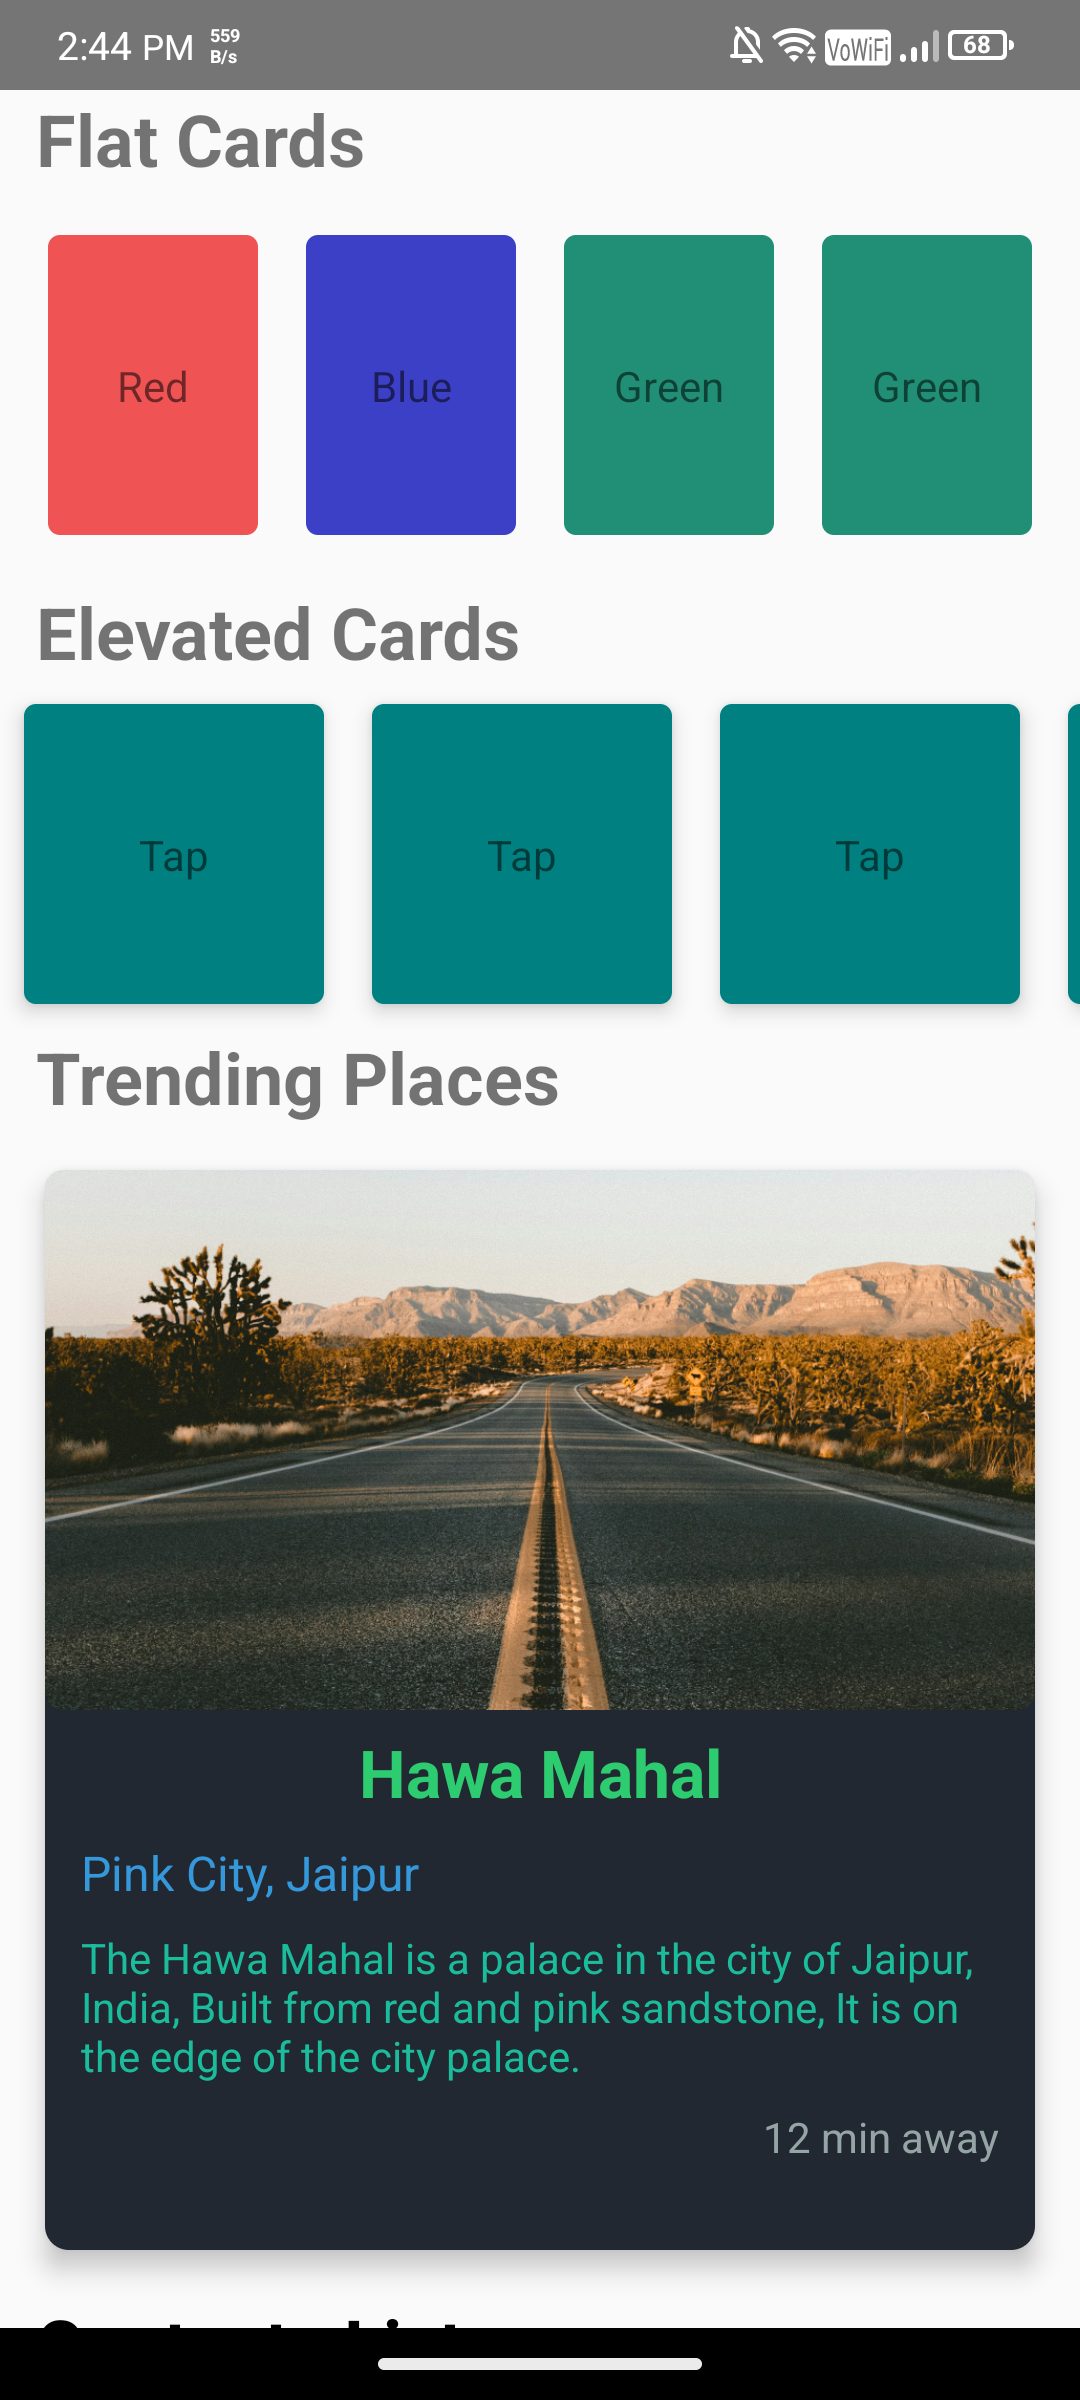 2:44 PM 559 B/s VoWiFi 68
Flat Cards
Red Blue Green Green
Elevated Cards
Tap Tap Tap
Trending Places
Hawa Mahal
Pink City, Jaipur
The Hawa Mahal is a palace in the city of Jaipur,
India, Built from red and pink sandstone, It is on
the edge of the city palace.
12 min away